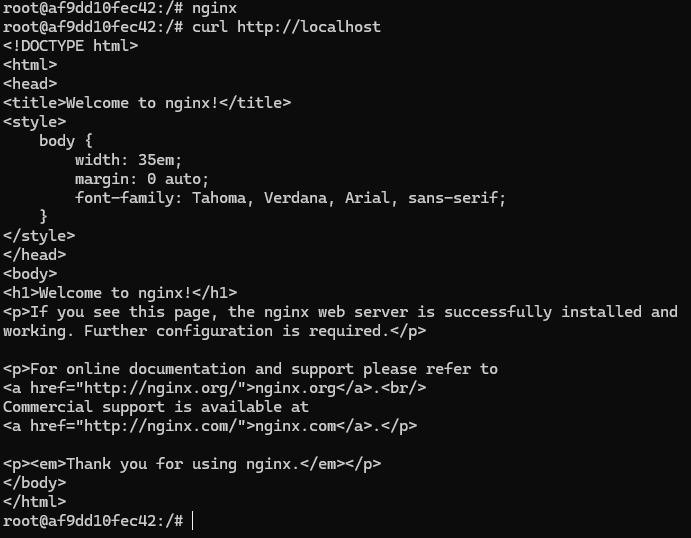 root@af9dd10fec42:/# nginx
root@af9dd10fec42:/# curl http://localhost
<!DOCTYPE html>
<html>
<head>
<title>Welcome to nginx!</title>
<style>
    body {
        width: 35em;
        margin: 0 auto;
        font-family: Tahoma, Verdana, Arial, sans-serif;
    }
</style>
</head>
<body>
<h1>Welcome to nginx!</h1>
<p>If you see this page, the nginx web server is successfully installed and
working. Further configuration is required.</p>

<p>For online documentation and support please refer to
<a href="http://nginx.org/">nginx.org</a>.<br/>
Commercial support is available at
<a href="http://nginx.com/">nginx.com</a>.</p>

<p><em>Thank you for using nginx.</em></p>
</body>
</html>
root@af9dd10fec42:/#